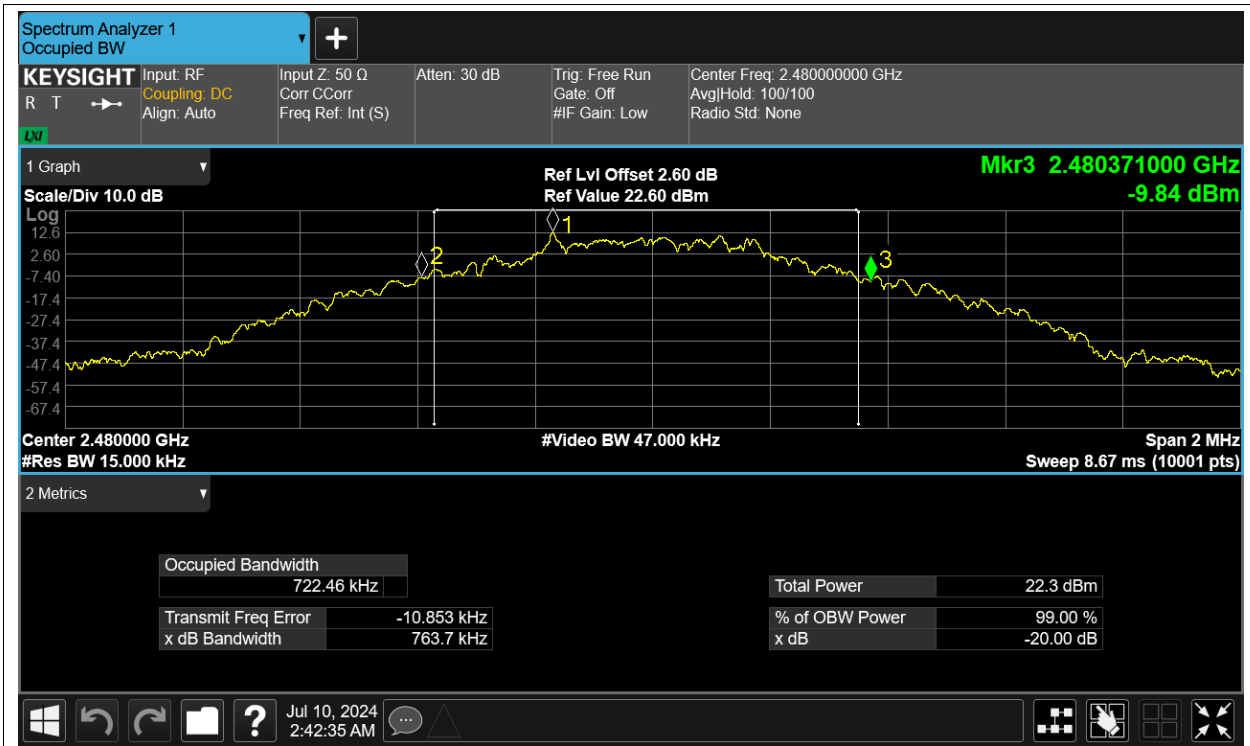 Spectrum Analyzer 1
Occupied BW
KEYSIGHT
R T
LXI
Input: RF
Coupling: DC
Align: Auto
Input Z: 50 Ω
Corr CCorr
Freq Ref: Int (S)
Atten: 30 dB
Trig: Free Run
Gate: Off
#IF Gain: Low
Center Freq: 2.480000000 GHz
Avg|Hold: 100/100
Radio Std: None
1 Graph
Scale/Div 10.0 dB
Ref Lvl Offset 2.60 dB
Ref Value 22.60 dBm
Mkr3 2.480371000 GHz
-9.84 dBm
Log
12.6
2.60
-7.40
-17.4
-27.4
-37.4
-47.4
-57.4
-67.4
1
2
3
Center 2.480000 GHz
#Res BW 15.000 kHz
#Video BW 47.000 kHz
Span 2 MHz
Sweep 8.67 ms (10001 pts)
2 Metrics
Occupied Bandwidth
722.46 kHz
Transmit Freq Error -10.853 kHz
x dB Bandwidth 763.7 kHz
Total Power 22.3 dBm
% of OBW Power 99.00 %
x dB -20.00 dB
?
Jul 10, 2024
2:42:35 AM